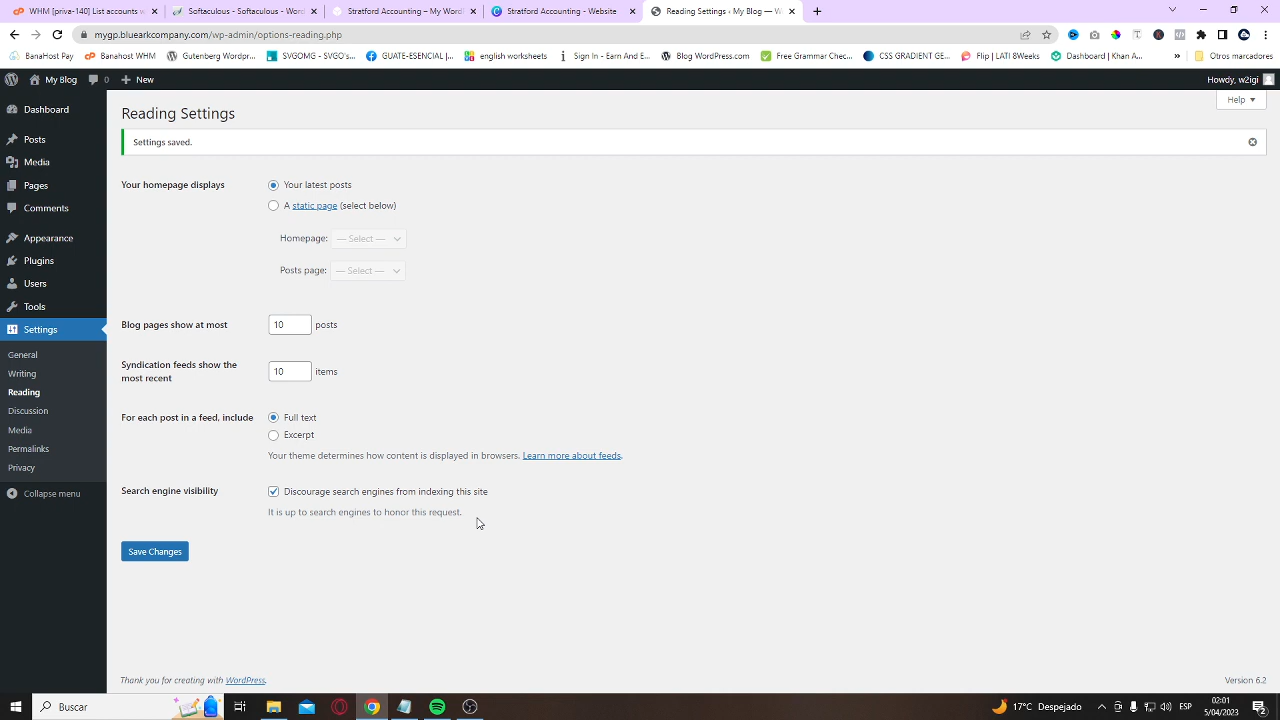 WHM [priva-140] List accounts w
Softaculous - Softaculous - Word
Stratford Accounting – My WordP
Stratford Accounting - Website
Reading Settings ‹ My Blog — W
mygp.bluearkcompany.com/wp-admin/options-reading.php
BanaHost Pay
Banahost WHM
Gutenberg Wordpr...
SVGOMG - SVGO's...
GUATE-ESENCIAL |...
english worksheets
Sign In - Earn And E...
Blog WordPress.com
Free Grammar Chec...
CSS GRADIENT GE...
Flip | LATI 8Weeks
Dashboard | Khan A...
»
Otros marcadores
My Blog
0
New
Howdy, w2igi
Dashboard
Posts
Media
Pages
Comments
Appearance
Plugins
Users
Tools
Settings
General
Writing
Reading
Discussion
Media
Permalinks
Privacy
Collapse menu
Help
Reading Settings
Settings saved.
Your homepage displays
Your latest posts
A static page (select below)
Homepage: — Select —
Posts page: — Select —
Blog pages show at most
10 posts
Syndication feeds show the
most recent
10 items
For each post in a feed, include
Full text
Excerpt
Your theme determines how content is displayed in browsers. Learn more about feeds.
Search engine visibility
Discourage search engines from indexing this site
It is up to search engines to honor this request.
Save Changes
Thank you for creating with WordPress.
Version 6.2
Buscar
17°C Despejado
ESP
02:01
5/04/2023
2